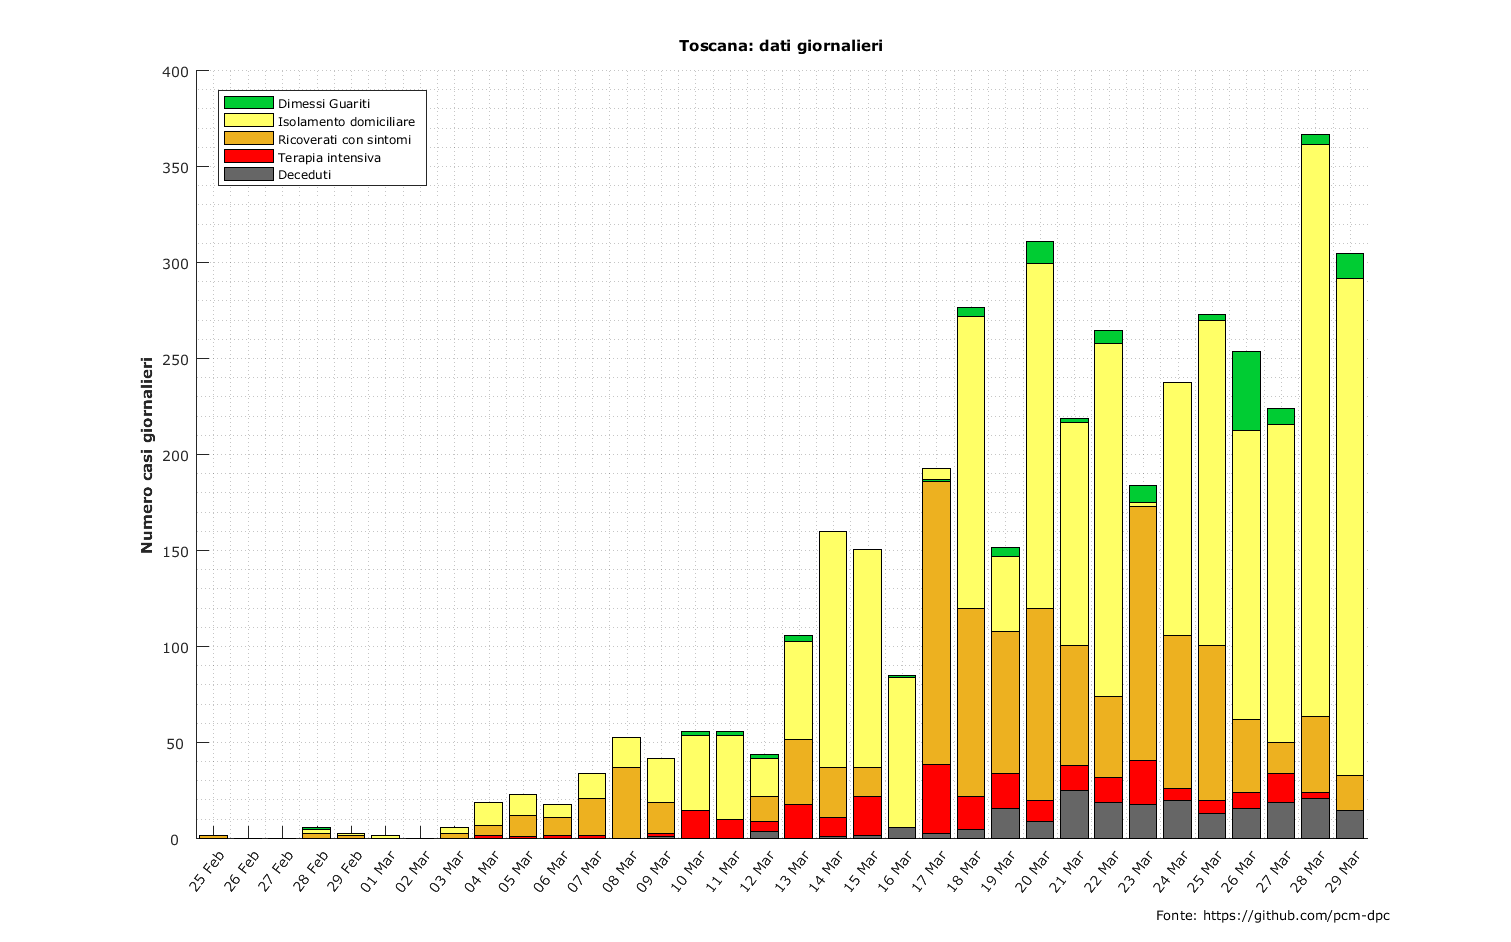 Toscana: dati giornalieri
400
350
300
250
200
150
100
50
0
Numero casi giornalieri
Dimessi Guariti
Isolamento domiciliare
Ricoverati con sintomi
Terapia intensiva
Deceduti
25 Feb
26 Feb
27 Feb
28 Feb
29 Feb
01 Mar
02 Mar
03 Mar
04 Mar
05 Mar
06 Mar
07 Mar
08 Mar
09 Mar
10 Mar
11 Mar
12 Mar
13 Mar
14 Mar
15 Mar
16 Mar
17 Mar
18 Mar
19 Mar
20 Mar
21 Mar
22 Mar
23 Mar
24 Mar
25 Mar
26 Mar
27 Mar
28 Mar
29 Mar
Fonte: https://github.com/pcm-dpc